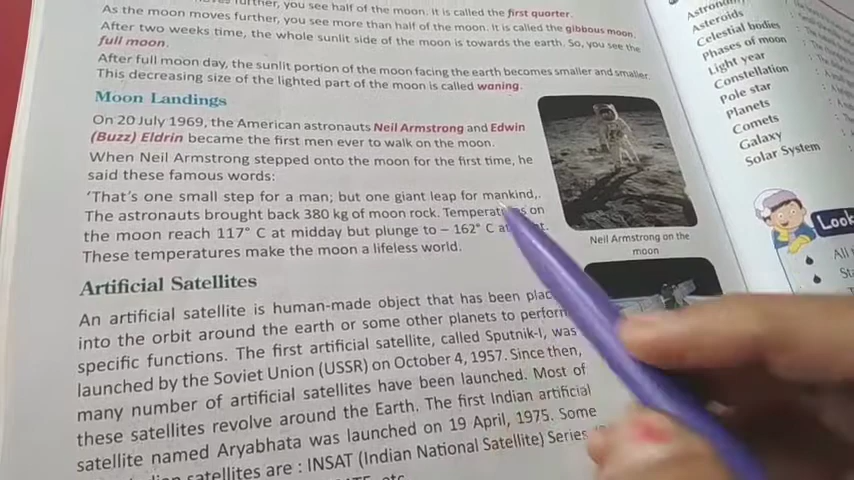 further, you see half of the moon. It is called the first quarter.
As the moon moves further, you see more than half of the moon. It is called the gibbous moon.
After two weeks time, the whole sunlit side of the moon is towards the earth. So, you see the
full moon.
After full moon day, the sunlit portion of the moon facing the earth becomes smaller and smaller.
This decreasing size of the lighted part of the moon is called waning.
Moon Landings
On 20 July 1969, the American astronauts Neil Armstrong and Edwin
(Buzz) Eldrin became the first men ever to walk on the moon.
When Neil Armstrong stepped onto the moon for the first time, he
said these famous words:
‘That's one small step for a man; but one giant leap for mankind,.
The astronauts brought back 380 kg of moon rock. on
the moon reach 117° C at midday but plunge to – 162° C
These temperatures make the moon a lifeless world.
Neil Armstrong on the
moon
Artificial Satellites
An artificial satellite is human-made object that has been
into the orbit around the earth or some other planets to perform
specific functions. The first artificial satellite, called Sputnik-I, was
launched by the Soviet Union (USSR) on October 4, 1957. Since then,
many number of artificial satellites have been launched. Most of
these satellites revolve around the Earth. The first Indian artificial
satellite named Aryabhata was launched on 19 April, 1975. Some
satellites are : INSAT (Indian National Satellite) Series
etc.
Astronomy
Asteroids
Celestial bodies
Phases of moon
Light year
Constellation
Pole star
Planets
Comets
Galaxy
Solar System
Look
All